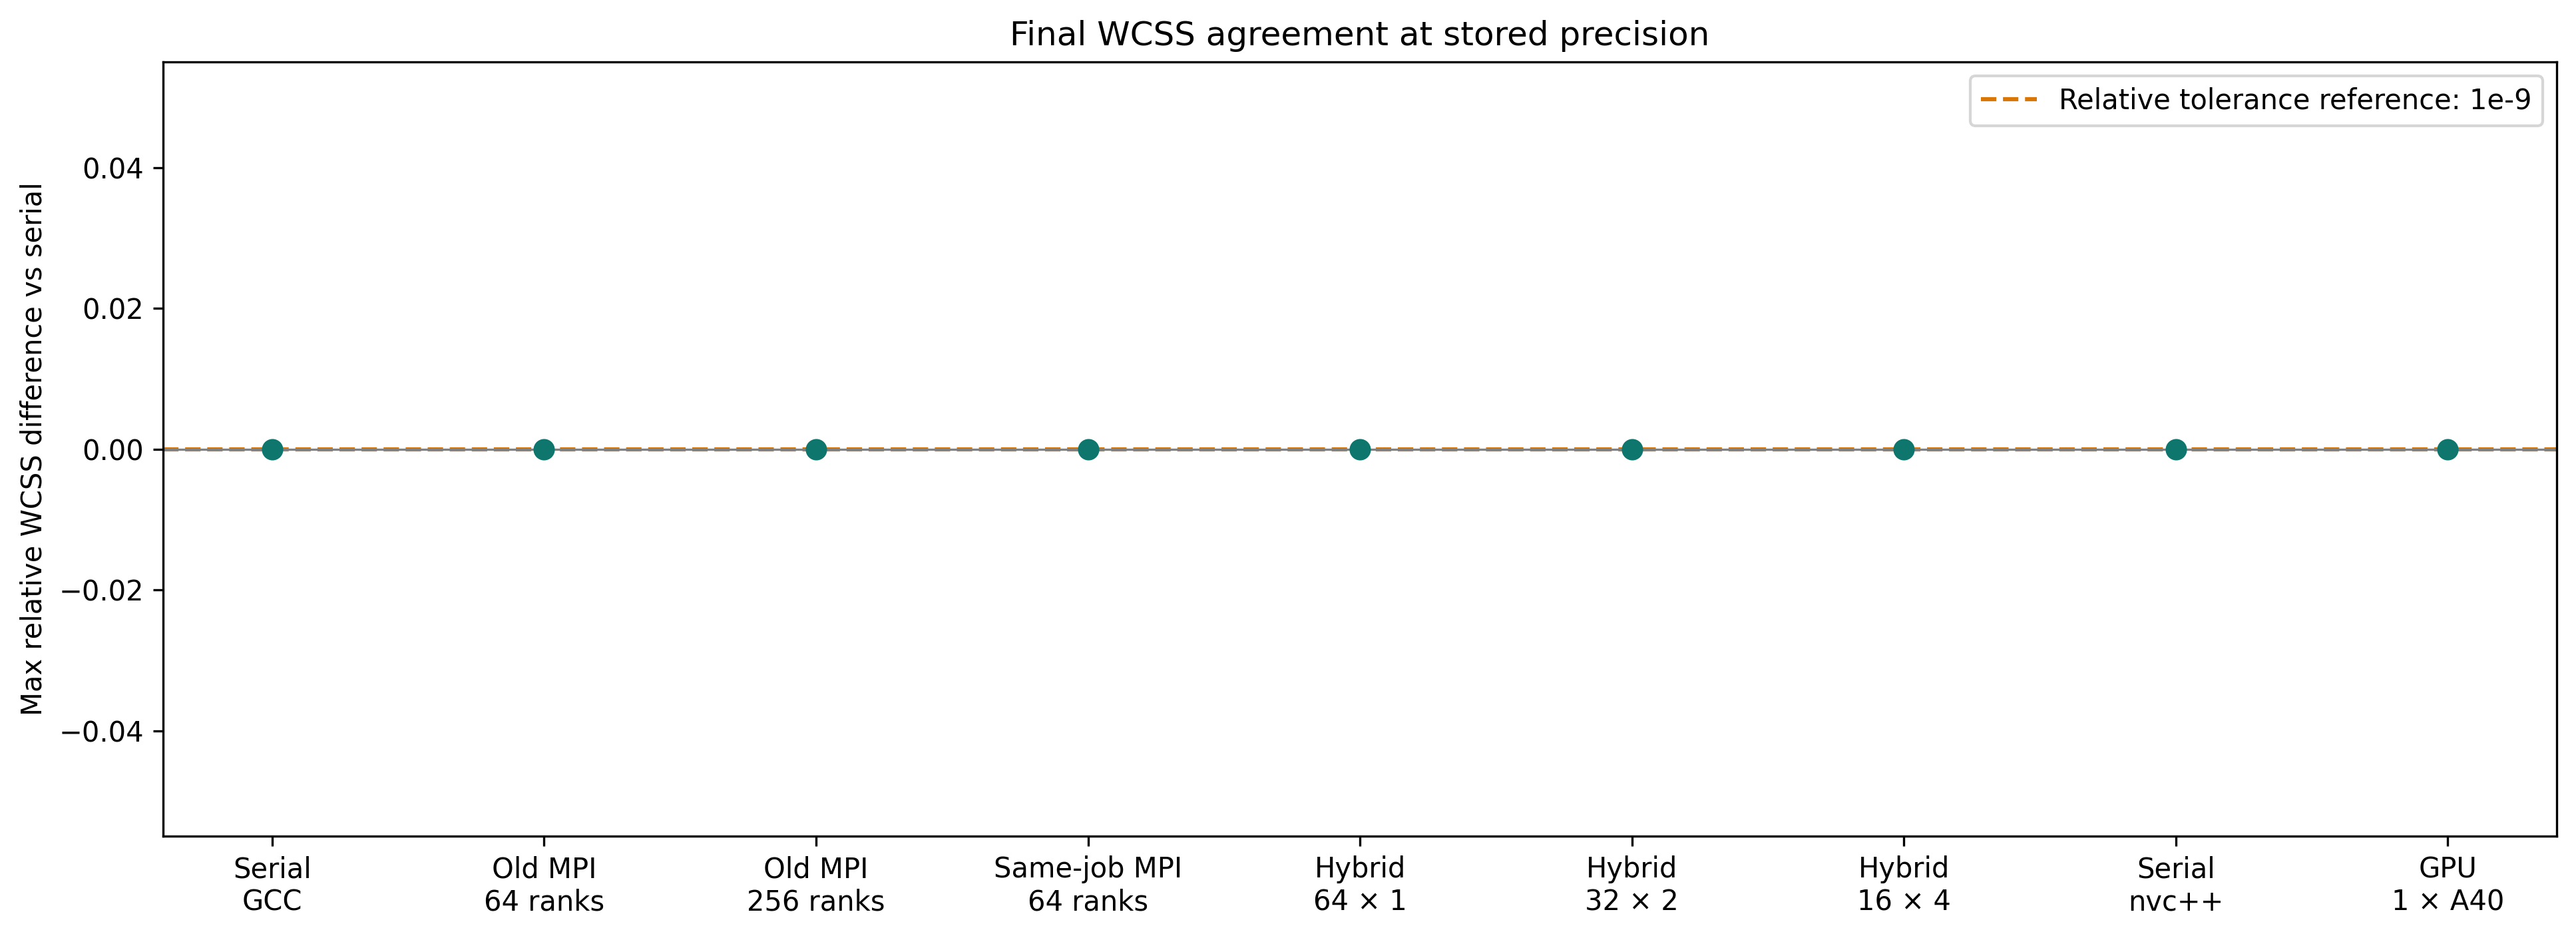 Final WCSS agreement at stored precision
Relative tolerance reference: 1e-9
Max relative WCSS difference vs serial
0.04
0.02
0.00
−0.02
−0.04
Serial
GCC
Old MPI
64 ranks
Old MPI
256 ranks
Same-job MPI
64 ranks
Hybrid
64 × 1
Hybrid
32 × 2
Hybrid
16 × 4
Serial
nvc++
GPU
1 × A40